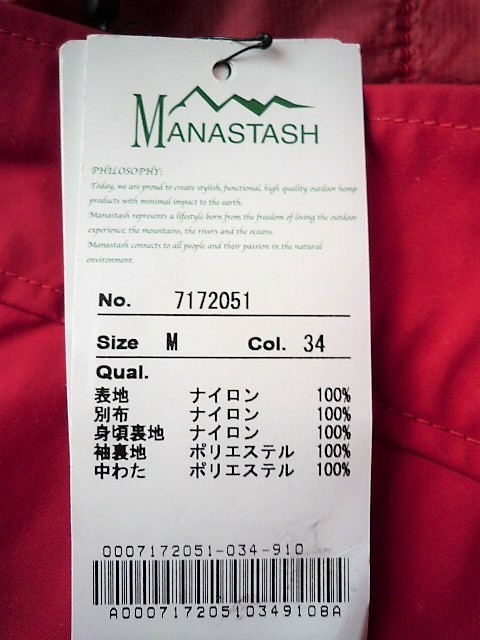 MANASTASH
PHILOSOPHY:
Today, we are proud to create stylish, functional, high quality outdoor hemp
products with minimal impact to the earth.
Manastash represents a lifestyle born from the freedom of living the outdoor
experience; the mountains, the rivers and the oceans.
Manastash connects to all people and their passion in the natural
environment.
No. 7172051
Size M Col. 34
Qual.
表地 ナイロン 100%
別布 ナイロン 100%
身頃裏地 ナイロン 100%
袖裏地 ポリエステル 100%
中わた ポリエステル 100%
0007172051-034-910
A00071720510349108A